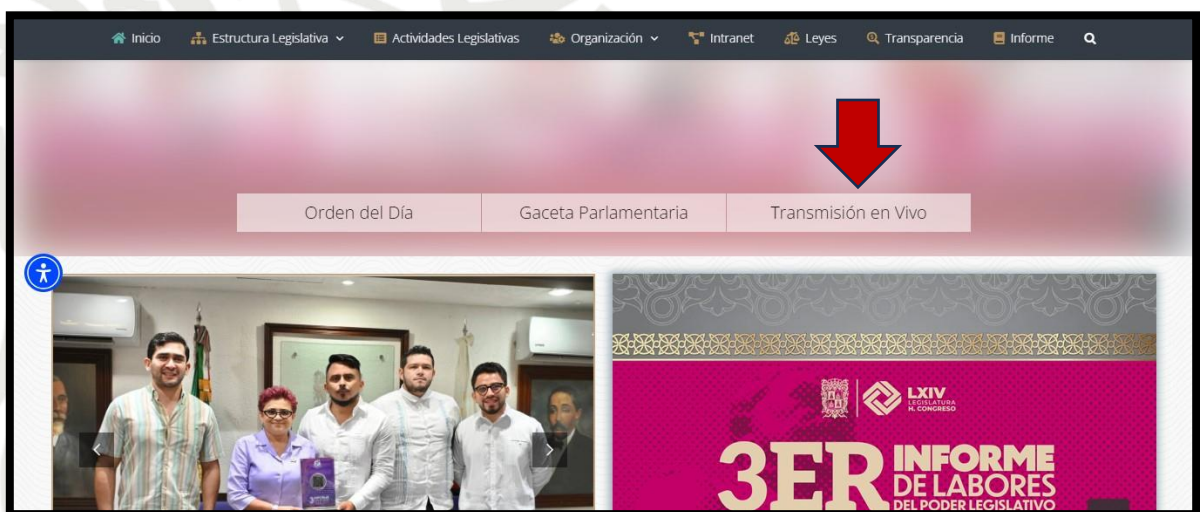 Inicio Estructura Legislativa Actividades Legislativas Organización Intranet Leyes Transparencia Informe
Orden del Día Gaceta Parlamentaria Transmisión en Vivo
LXIV
LEGISLATURA
H. CONGRESO
3ER INFORME
DE LABORES
DEL PODER LEGISLATIVO